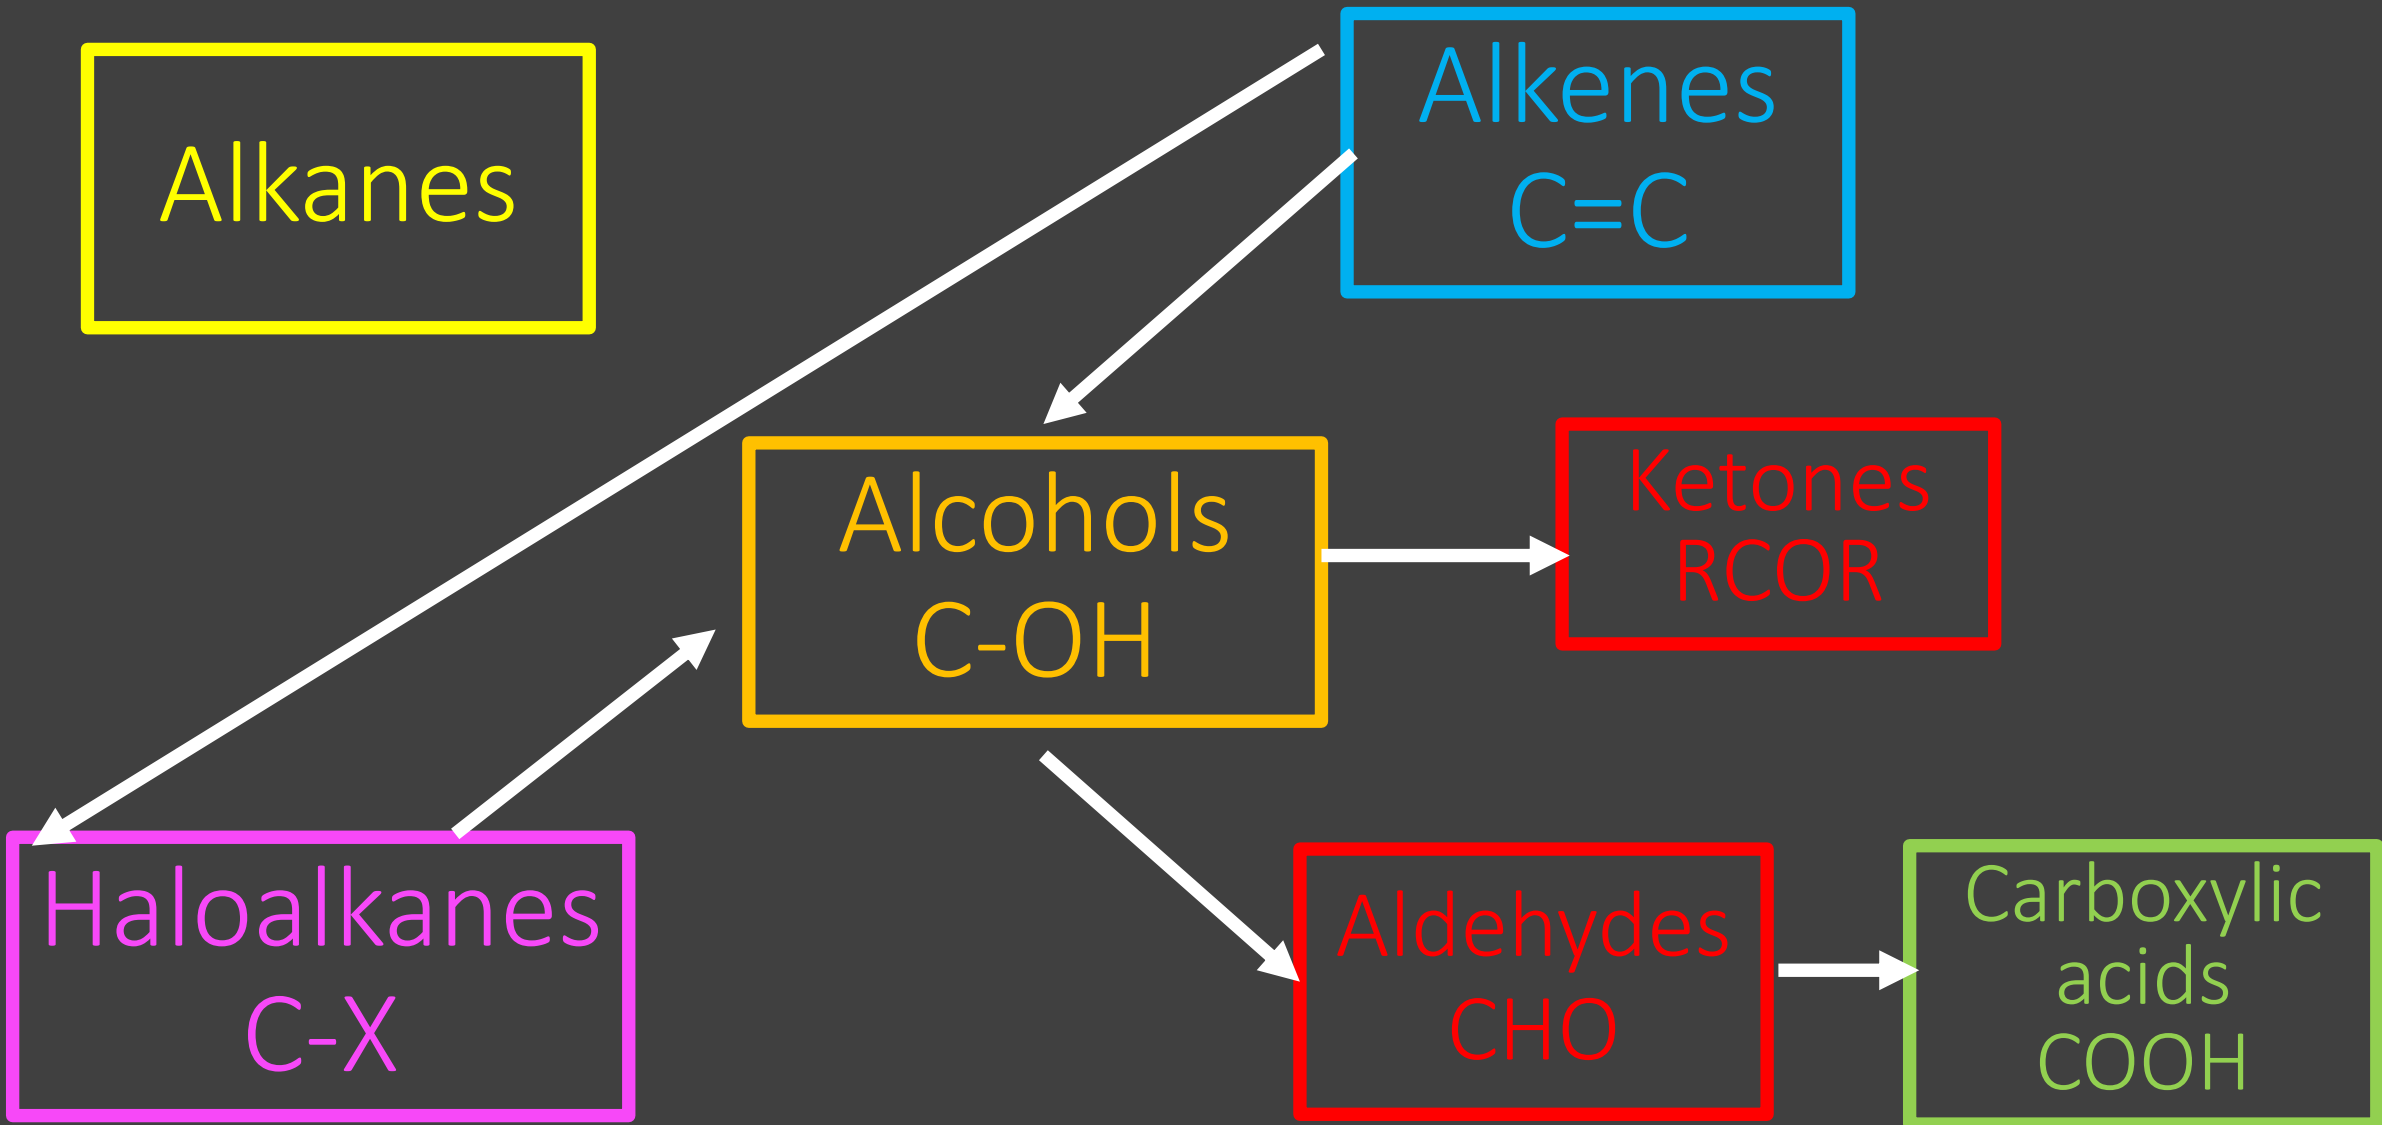 Alkanes
Alkenes
C=C
Alcohols
C-OH
Ketones
RCOR
Haloalkanes
C-X
Aldehydes
CHO
Carboxylic
acids
COOH